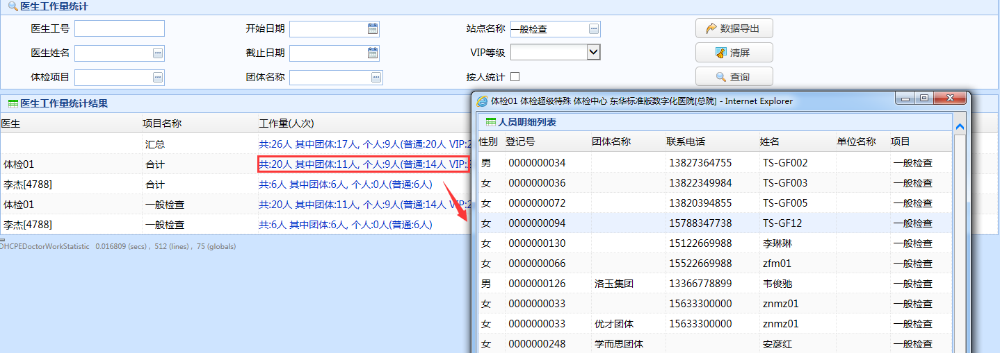 医生工作量统计
医生工号 开始日期 站点名称 一般检查 数据导出
医生姓名 截止日期 VIP等级 清屏
体检项目 团体名称 按人统计 查询
医生工作量统计结果
医生 项目名称 工作量(人次)
汇总 共:26人 其中团体:17人, 个人:9人(普通:20人 VIP:
体检01 合计 共:20人 其中团体:11人, 个人:9人(普通:14人 VIP:
李杰[4788] 合计 共:6人 其中团体:6人, 个人:0人(普通:6人)
体检01 一般检查 共:20人 其中团体:11人, 个人:9人(普通:14人 VIP:
李杰[4788] 一般检查 共:6人 其中团体:6人, 个人:0人(普通:6人)
DHCPEDoctorWorkStatistic 0.016809 (secs) , 512 (lines) , 75 (globals)
体检01 体检超级特殊 体检中心 东华标准版数字化医院[总院] - Internet Explorer
人员明细列表
性别 登记号 团体名称 联系电话 姓名 单位名称 项目
男 0000000034 13827364755 TS-GF002 一般检查
女 0000000036 13822349984 TS-GF003 一般检查
女 0000000072 13820394855 TS-GF005 一般检查
女 0000000094 15788347738 TS-GF12 一般检查
女 0000000130 15122669988 李琳琳 一般检查
女 0000000066 15522669988 zfm01 一般检查
男 0000000126 洛玉集团 13366778899 韦俊驰 一般检查
女 0000000033 15633300000 znmz01 一般检查
女 0000000033 优才团体 15633300000 znmz01 一般检查
女 0000000248 学而思团体 安彦红 一般检查